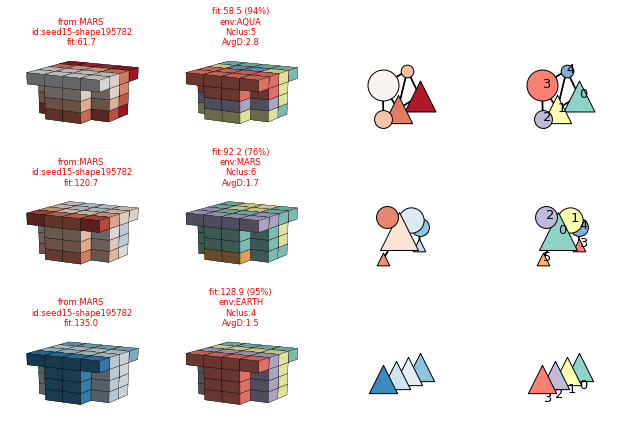 from:MARS
id:seed15-shape195782
fit:61.7
fit:58.5 (94%)
env:AQUA
Nclus:5
AvgD:2.8
4
3
0
1
2
from:MARS
id:seed15-shape195782
fit:120.7
fit:92.2 (76%)
env:MARS
Nclus:6
AvgD:1.7
2
1
4
0
3
5
from:MARS
id:seed15-shape195782
fit:135.0
fit:128.9 (95%)
env:EARTH
Nclus:4
AvgD:1.5
0
1
2
3